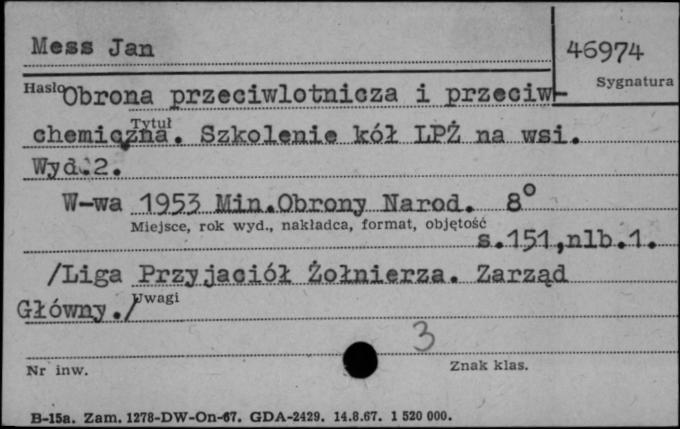 Mess Jan
46974
Hasło
Sygnatura
Obrona przeciwlotnicza i przeciw-
Tytuł
chemiczna. Szkolenie kół LPŻ na wsi.
Wyd.2.
W-wa 1953 Min.Obrony Narod. 8°
Miejsce, rok wyd., nakładca, format, objętość
s.151,nlb.1.
/Liga Przyjaciół Żołnierza. Zarząd
Uwagi
Główny./
3
Nr inw.
Znak klas.
B-15a. Zam. 1278-DW-On-67. GDA-2429. 14.8.67. 1 520 000.